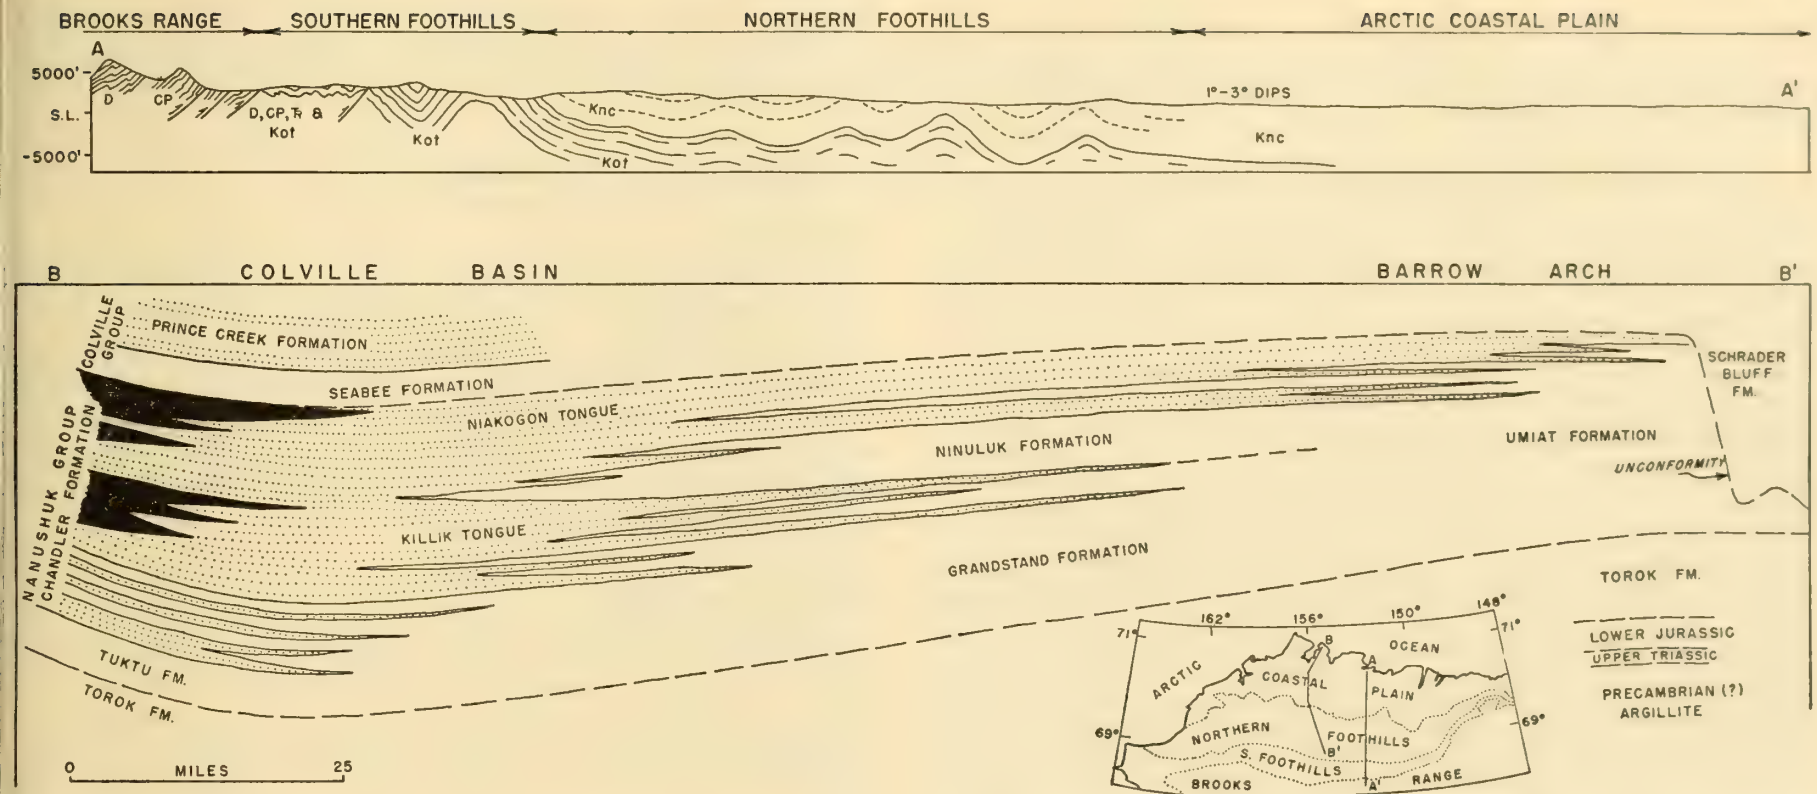 BROOKS RANGE SOUTHERN FOOTHILLS NORTHERN FOOTHILLS ARCTIC COASTAL PLAIN
A
5000'
D CP
S.L.
D, CP, Ꞃ &
Kot
Kot
-5000'
Knc
Kot
1°-3° DIPS
Knc
A'
B COLVILLE BASIN BARROW ARCH B'
COLVILLE
GROUP
PRINCE CREEK FORMATION
SEABEE FORMATION
NIAKOGON TONGUE
NINULUK FORMATION
UMIAT FORMATION
SCHRADER
BLUFF
FM.
UNCONFORMITY
NANUSHUK GROUP
CHANDLER FORMATION
KILLIK TONGUE
GRANDSTAND FORMATION
TUKTU FM.
TOROK FM.
TOROK FM.
LOWER JURASSIC
UPPER TRIASSIC
PRECAMBRIAN (?)
ARGILLITE
0 MILES 25
162° 156° 150° 148°
71° 71°
B OCEAN
A
ARCTIC
COASTAL PLAIN
69° 69°
NORTHERN FOOTHILLS
B'
S. FOOTHILLS
BROOKS RANGE
A'